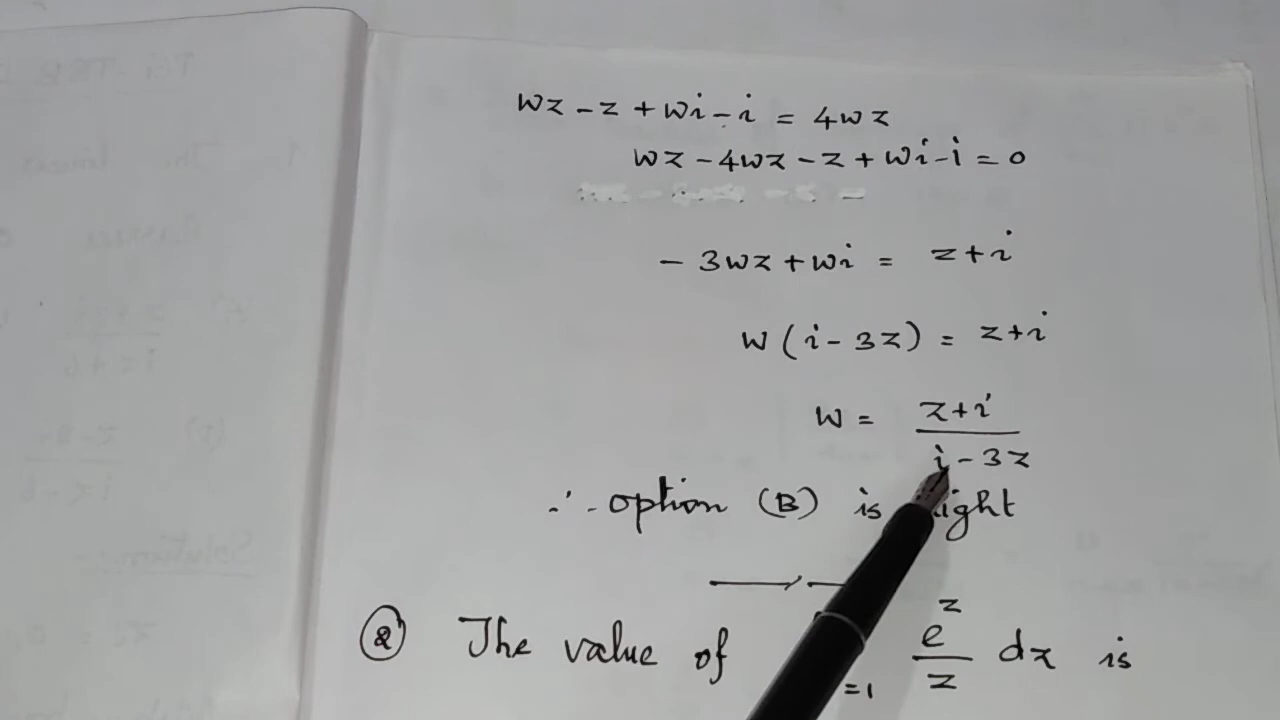 wz - z + wi - i = 4wz
wz - 4wz - z + wi - i = 0
- 3wz + wi = z + i
w ( i - 3z ) = z + i
w = z + i / i - 3z
∴ option (B) is right
② The value of =1 e^z / z dz is